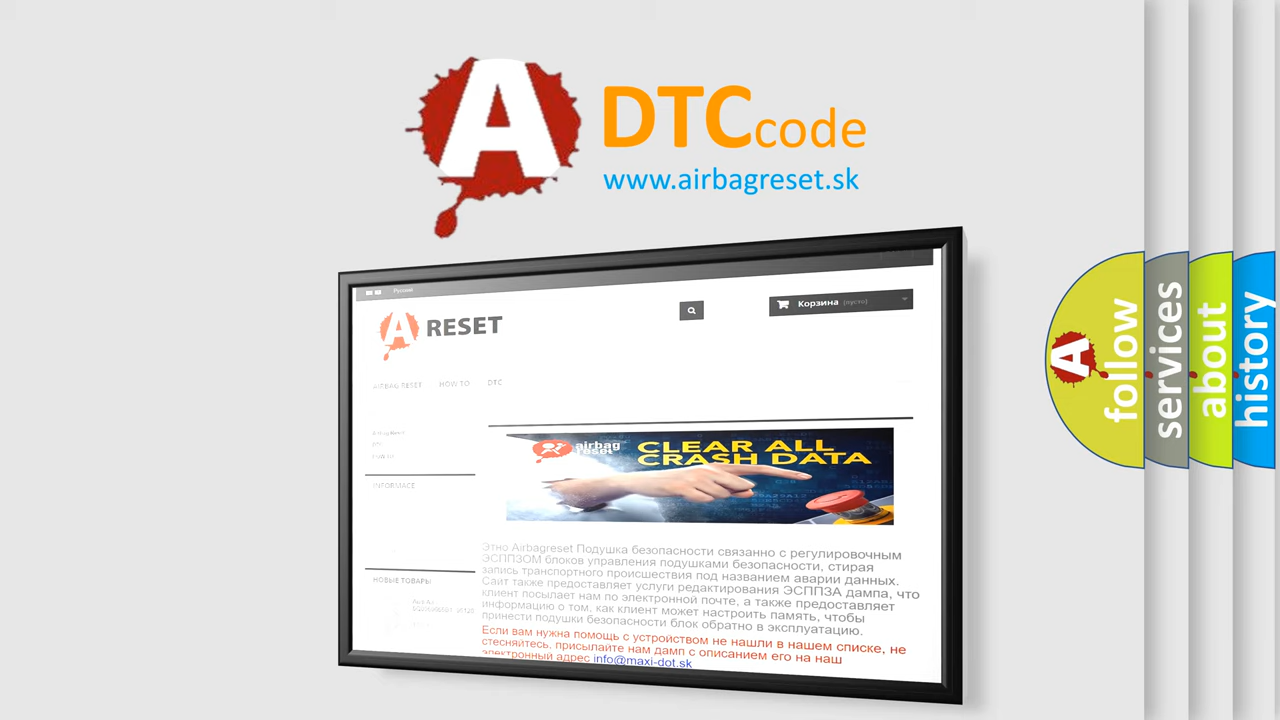 A
DTCcode
www.airbagreset.sk
Русский
A RESET
Корзина (пусто)
AIRBAG RESET HOW TO DTC
INFORMACE
НОВЫЕ ТОВАРЫ
airbag
reset
CLEAR ALL
CRASH DATA
Этно Airbagreset Подушка безопасности связанно с регулировочным
ЭСППЗОМ блоков управления подушками безопасности, стирая
запись транспортного происшествия под названием аварии данных.
Сайт также предоставляет услуги редактирования ЭСППЗА дампа, что
клиент посылает нам по электронной почте, а также предоставляет
информацию о том, как клиент может настроить память, чтобы
принести подушки безопасности блок обратно в эксплуатацию.
Если вам нужна помощь с устройством не нашли в нашем списке, не
стесняйтесь, присылайте нам дамп с описанием его на наш
электронный адрес info@maxi-dot.sk
A
follow
services
about
history